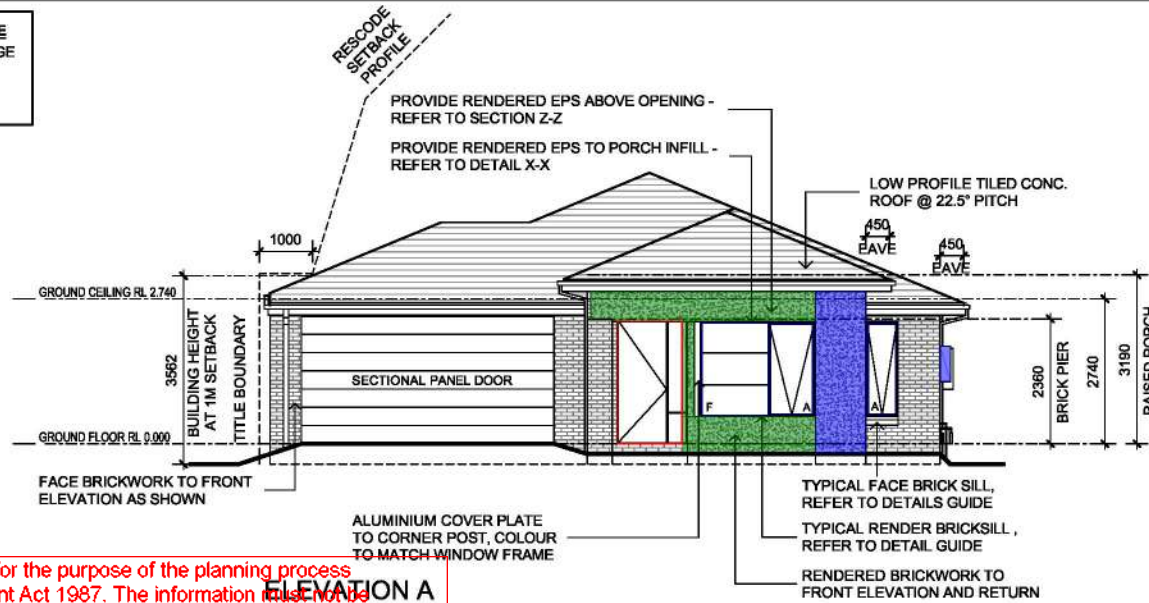 GE
RESCODE
SETBACK
PROFILE
PROVIDE RENDERED EPS ABOVE OPENING -
REFER TO SECTION Z-Z
PROVIDE RENDERED EPS TO PORCH INFILL -
REFER TO DETAIL X-X
LOW PROFILE TILED CONC.
ROOF @ 22.5° PITCH
450
EAVE
450
EAVE
1000
GROUND CEILING RL 2.740
3562
BUILDING HEIGHT
AT 1M SETBACK
TITLE BOUNDARY
SECTIONAL PANEL DOOR
F
A
A
2360
BRICK PIER
2740
3190
RAISED PORCH
GROUND FLOOR RL 0.000
FACE BRICKWORK TO FRONT
ELEVATION AS SHOWN
ALUMINIUM COVER PLATE
TO CORNER POST, COLOUR
TO MATCH WINDOW FRAME
TYPICAL FACE BRICK SILL,
REFER TO DETAILS GUIDE
TYPICAL RENDER BRICKSILL ,
REFER TO DETAIL GUIDE
RENDERED BRICKWORK TO
FRONT ELEVATION AND RETURN
or the purpose of the planning process
nt Act 1987. The information must not be
ELEVATION A